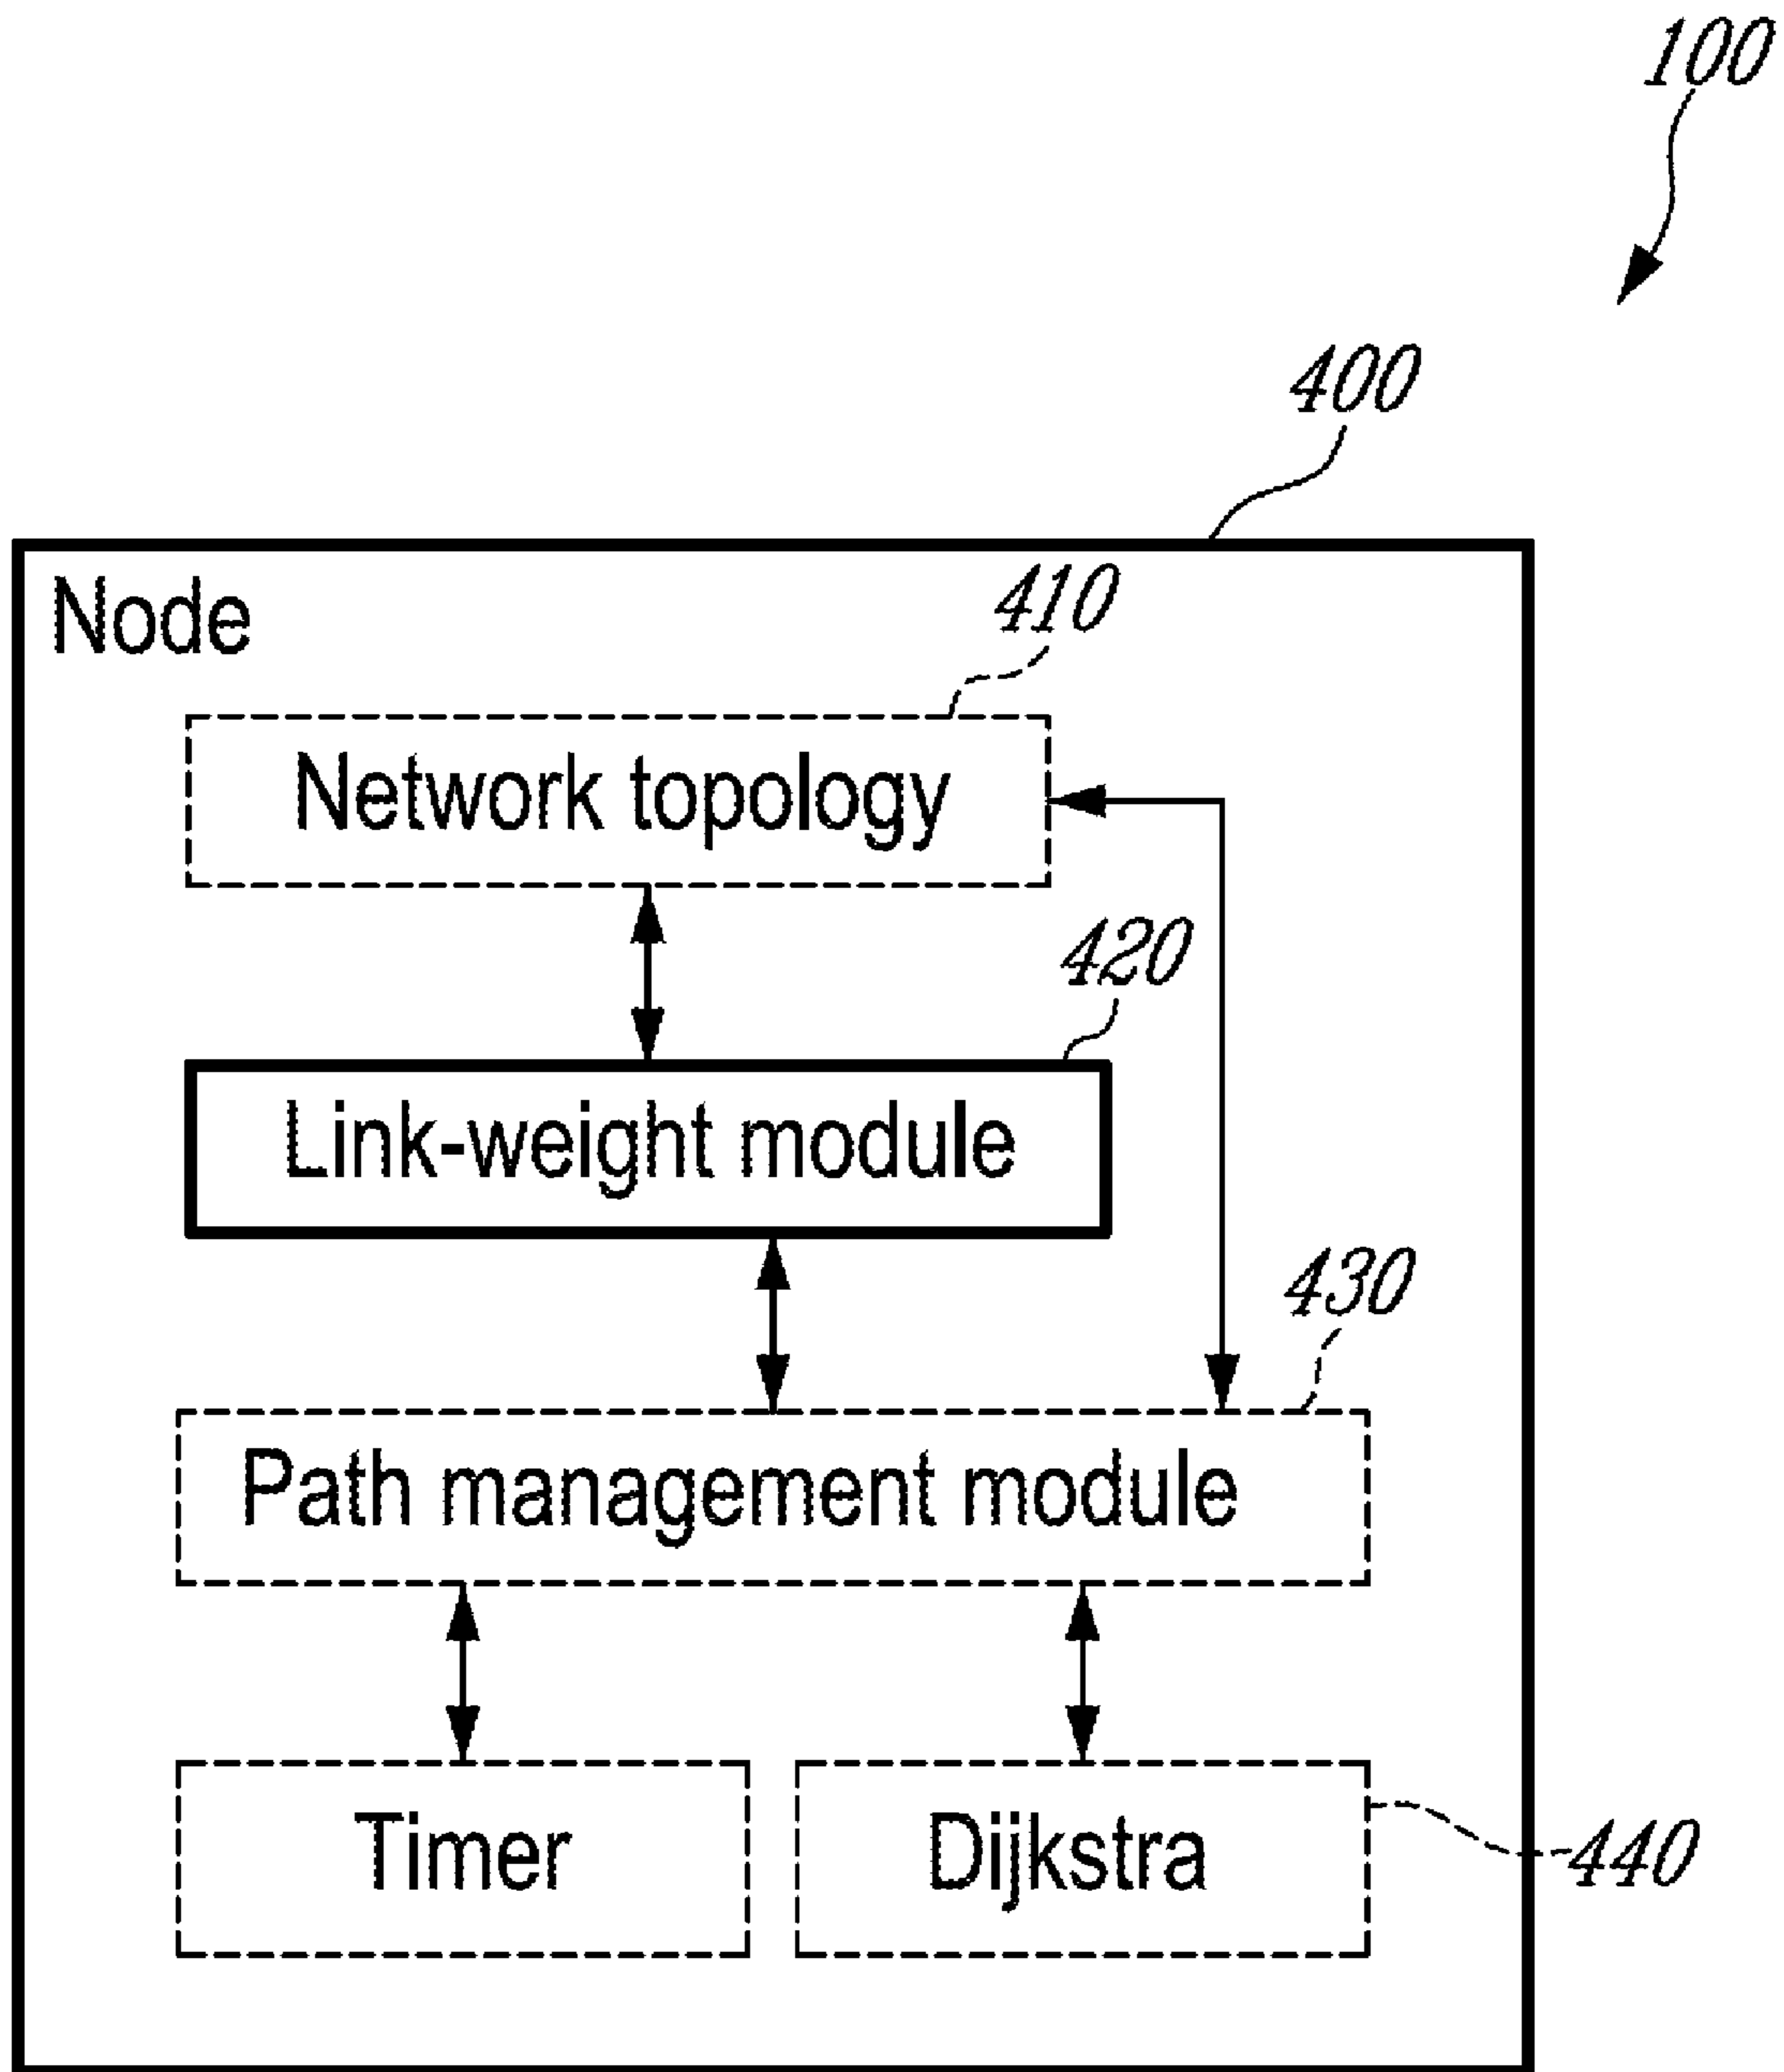 100
400
Node
410
Network topology
420
Link-weight module
430
Path management module
Timer
Dijkstra
440